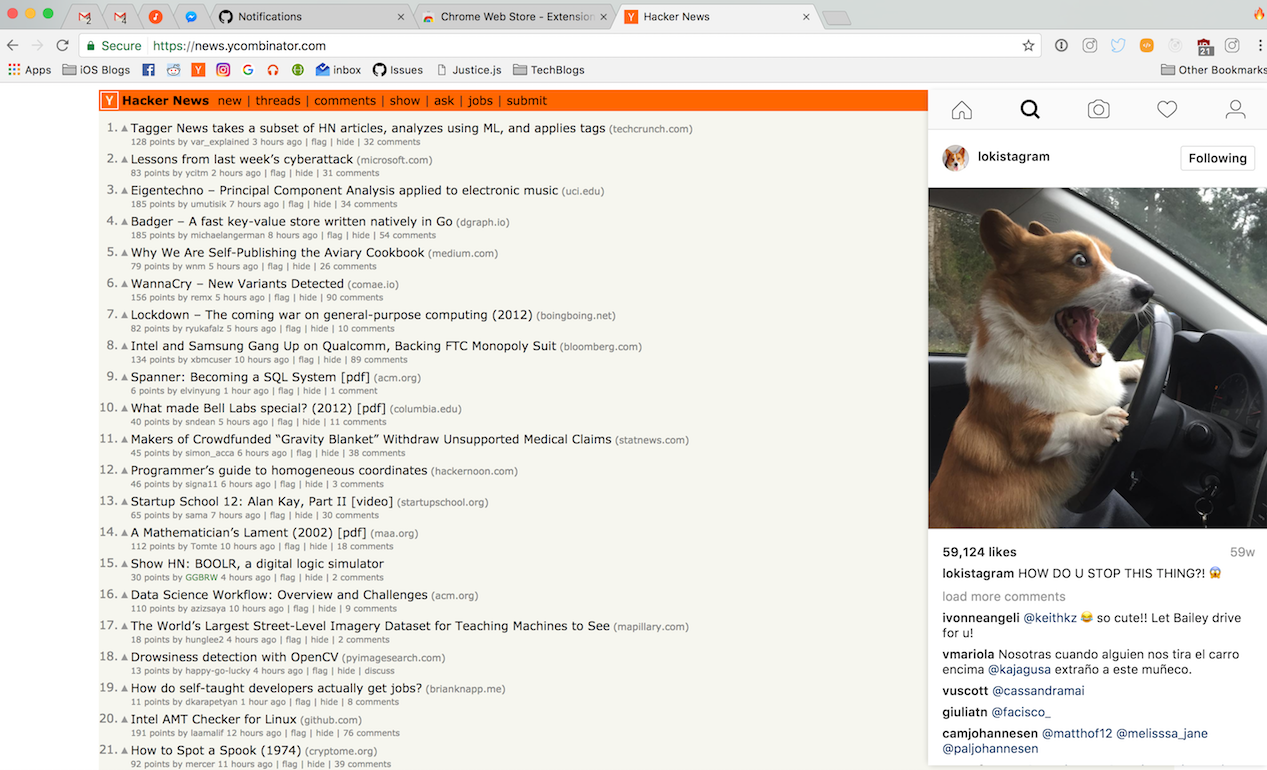 2
4
Notifications
Chrome Web Store - Extension
Y Hacker News
Secure https://news.ycombinator.com
21
Apps iOS Blogs Y G inbox Issues Justice.js TechBlogs Other Bookmarks
Y Hacker News new | threads | comments | show | ask | jobs | submit
1. Tagger News takes a subset of HN articles, analyzes using ML, and applies tags (techcrunch.com)
128 points by var_explained 3 hours ago | flag | hide | 32 comments
2. Lessons from last week’s cyberattack (microsoft.com)
83 points by ycitm 2 hours ago | flag | hide | 31 comments
3. Eigentechno – Principal Component Analysis applied to electronic music (uci.edu)
185 points by umutisik 7 hours ago | flag | hide | 34 comments
4. Badger – A fast key-value store written natively in Go (dgraph.io)
185 points by michaelangerman 8 hours ago | flag | hide | 54 comments
5. Why We Are Self-Publishing the Aviary Cookbook (medium.com)
79 points by wnm 5 hours ago | flag | hide | 26 comments
6. WannaCry – New Variants Detected (comae.io)
156 points by remx 5 hours ago | flag | hide | 90 comments
7. Lockdown – The coming war on general-purpose computing (2012) (boingboing.net)
82 points by ryukafalz 5 hours ago | flag | hide | 10 comments
8. Intel and Samsung Gang Up on Qualcomm, Backing FTC Monopoly Suit (bloomberg.com)
134 points by xbmcuser 10 hours ago | flag | hide | 89 comments
9. Spanner: Becoming a SQL System [pdf] (acm.org)
6 points by elvinyung 1 hour ago | flag | hide | 1 comment
10. What made Bell Labs special? (2012) [pdf] (columbia.edu)
40 points by sndean 5 hours ago | flag | hide | 11 comments
11. Makers of Crowdfunded “Gravity Blanket” Withdraw Unsupported Medical Claims (statnews.com)
45 points by simon_acca 6 hours ago | flag | hide | 38 comments
12. Programmer’s guide to homogeneous coordinates (hackernoon.com)
46 points by signa11 6 hours ago | flag | hide | 3 comments
13. Startup School 12: Alan Kay, Part II [video] (startupschool.org)
65 points by sama 7 hours ago | flag | hide | 30 comments
14. A Mathematician’s Lament (2002) [pdf] (maa.org)
112 points by Tomte 10 hours ago | flag | hide | 18 comments
15. Show HN: BOOLR, a digital logic simulator
30 points by GGBRW 4 hours ago | flag | hide | 2 comments
16. Data Science Workflow: Overview and Challenges (acm.org)
110 points by azizsaya 10 hours ago | flag | hide | 9 comments
17. The World’s Largest Street-Level Imagery Dataset for Teaching Machines to See (mapillary.com)
18 points by hunglee2 4 hours ago | flag | hide | 2 comments
18. Drowsiness detection with OpenCV (pyimagesearch.com)
13 points by happy-go-lucky 4 hours ago | flag | hide | discuss
19. How do self-taught developers actually get jobs? (brianknapp.me)
11 points by dkarapetyan 1 hour ago | flag | hide | 8 comments
20. Intel AMT Checker for Linux (github.com)
191 points by laamalif 12 hours ago | flag | hide | 76 comments
21. How to Spot a Spook (1974) (cryptome.org)
92 points by mercer 11 hours ago | flag | hide | 39 comments
lokistagram Following
59,124 likes 59w
lokistagram HOW DO U STOP THIS THING?! 😱
load more comments
ivonneangeli @keithkz 😂 so cute!! Let Bailey drive
for u!
vmariola Nosotras cuando alguien nos tira el carro
encima @kajagusa extraño a este muñeco.
vuscott @cassandramai
giuliatn @facisco_
camjohannesen @matthof12 @melisssa_jane
@paljohannesen